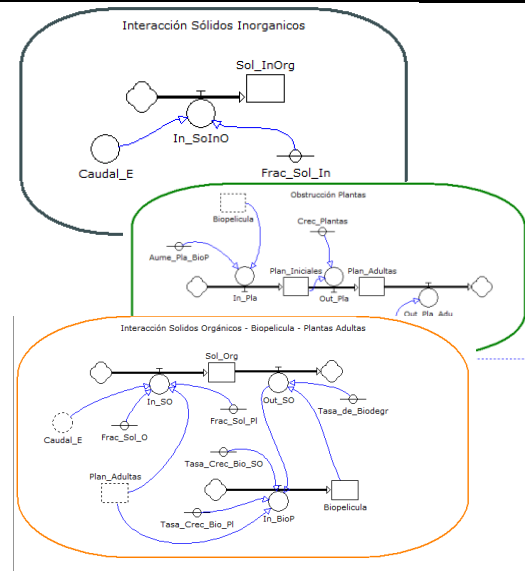 Interacción Sólidos Inorganicos
Sol_InOrg
In_SoInO
Caudal_E
Frac_Sol_In
Obstrucción Plantas
Biopelicula
Crec_Plantas
Aume_Pla_BioP
Plan_Iniciales
Plan_Adultas
In_Pla
Out_Pla
Out_Pla_Adu
Interacción Solidos Orgánicos - Biopelicula - Plantas Adultas
Sol_Org
In_SO
Out_SO
Caudal_E
Frac_Sol_O
Frac_Sol_Pl
Tasa_de_Biodegr
Plan_Adultas
Tasa_Crec_Bio_SO
Tasa_Crec_Bio_Pl
In_BioP
Biopelicula